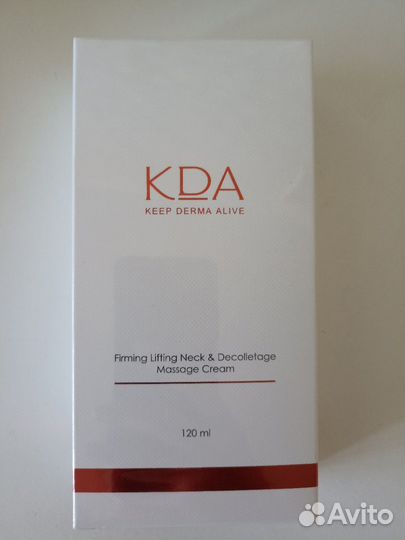 KDA
KEEP DERMA ALIVE
Firming Lifting Neck & Decolletage
Massage Cream
120 ml
Avito